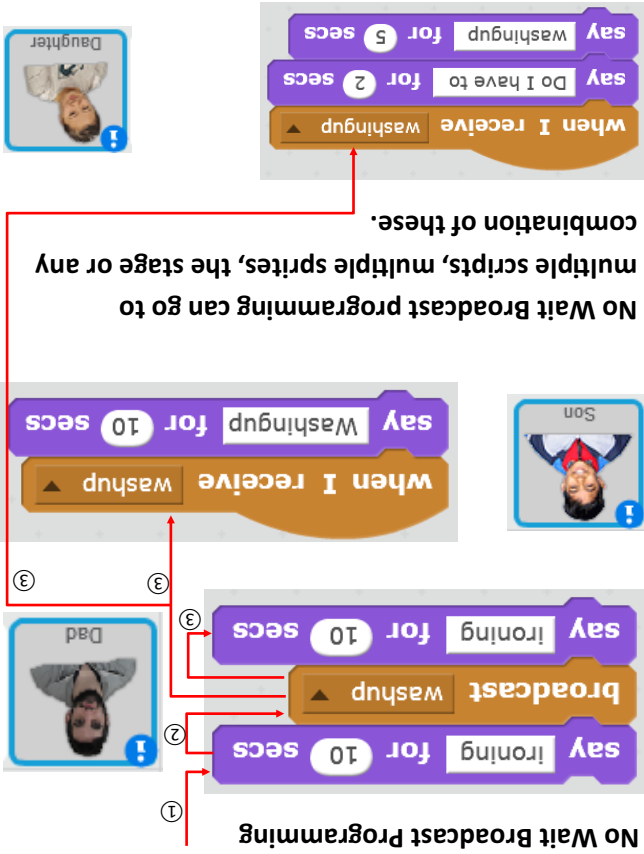 No Wait Broadcast Programming
①
say ironing for 10 secs
②
broadcast washup
③
say ironing for 10 secs
Dad
③
③
when I receive washup
say Washingup for 10 secs
Son
No Wait Broadcast programming can go to
multiple scripts, multiple sprites, the stage or any
combination of these.
when I receive washingup
say Do I have to for 2 secs
say washingup for 5 secs
Daughter